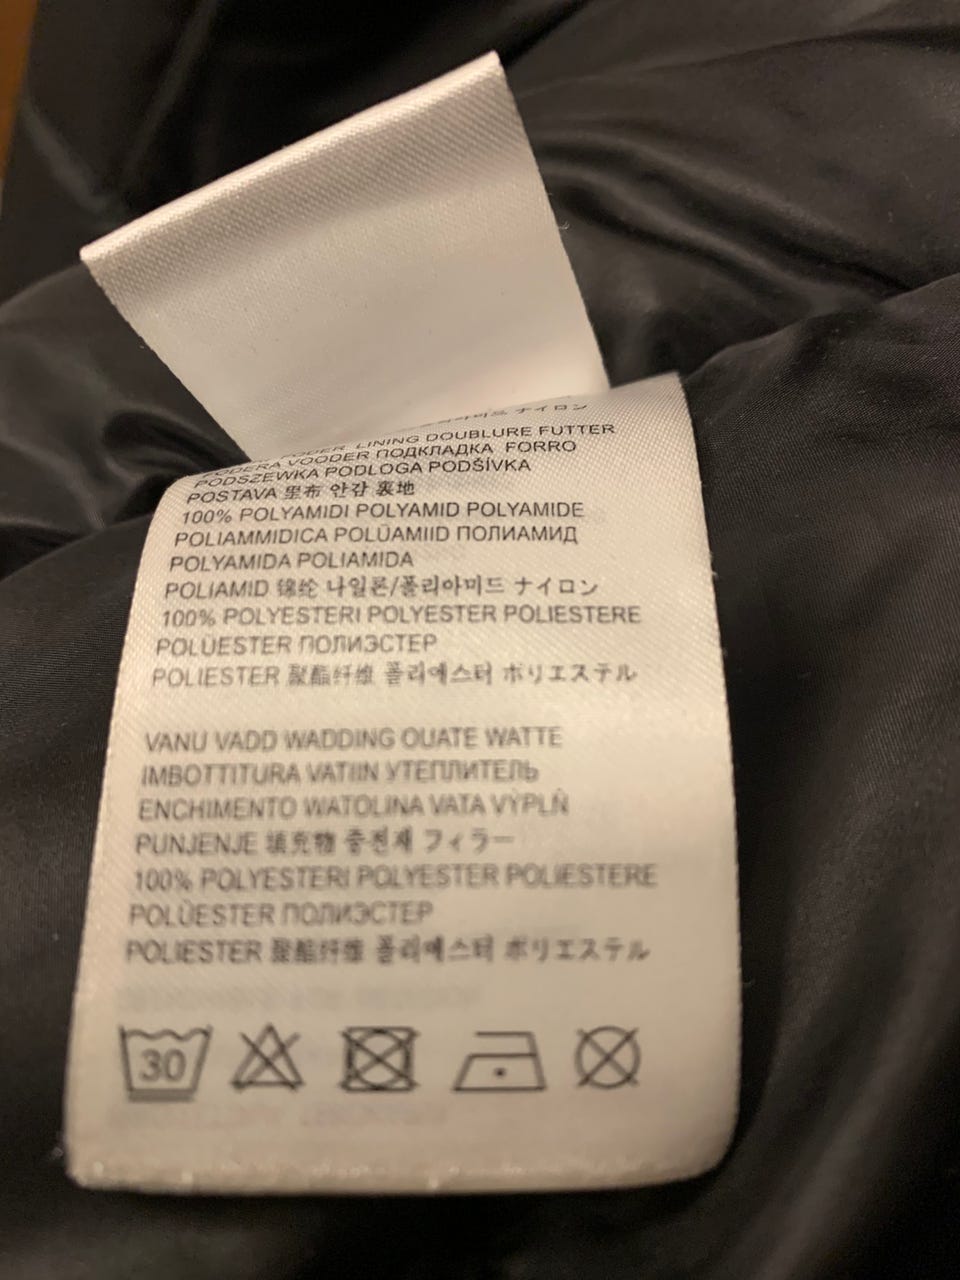 ナイロン
LINING DOUBLURE FUTTER
VOODER ПОДКЛАДКА FORRO
PODSZEWKA PODLOGA PODŠÍVKA
POSTAVA 里布 안감 裏地
100% POLYAMIDI POLYAMID POLYAMIDE
POLIAMMIDICA POLÜAMIID ПОЛИАМИД
POLYAMIDA POLIAMIDA
POLIAMID 锦纶 나일론/폴리아미드 ナイロン
100% POLYESTERI POLYESTER POLIESTERE
POLÜESTER ПОЛИЭСТЕР
POLIESTER 聚酯纤维 폴리에스터 ポリエステル
VANU VADD WADDING OUATE WATTE
IMBOTTITURA VATIIN УТЕПЛИТЕЛЬ
ENCHIMENTO WATOLINA VATA VÝPLŇ
PUNJENJE 填充物 충전재 フィラー
100% POLYESTERI POLYESTER POLIESTERE
POLÜESTER ПОЛИЭСТЕР
POLIESTER 聚酯纤维 폴리에스터 ポリエステル
30